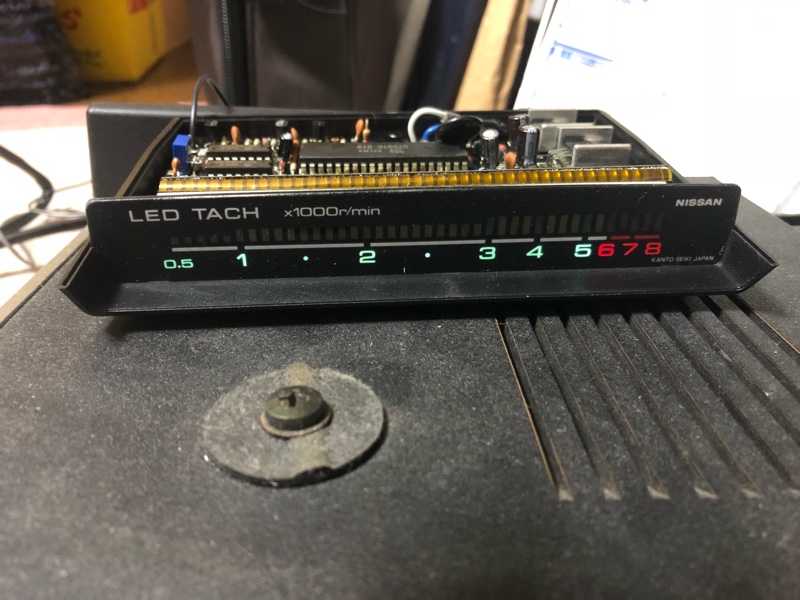 LED TACH x1000r/min NISSAN
0.5 1 • 2 • 3 4 5 6 7 8
KANTO SEIKI JAPAN